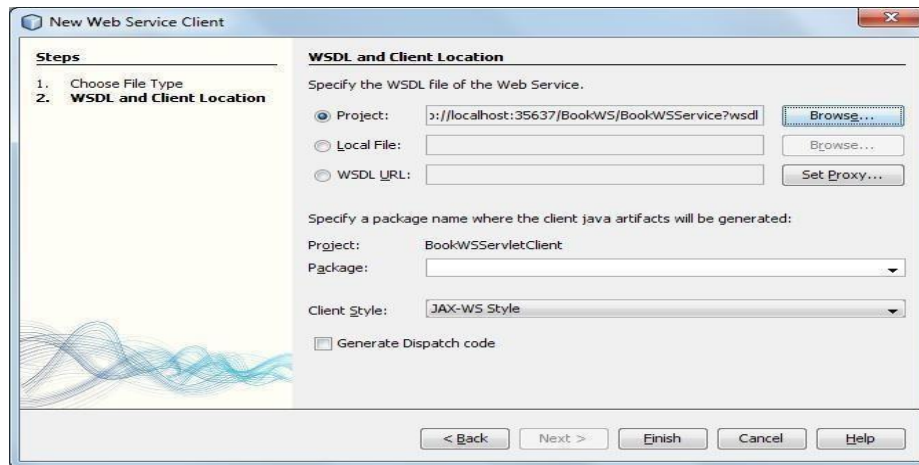 New Web Service Client
Steps
1. Choose File Type
2. WSDL and Client Location
WSDL and Client Location
Specify the WSDL file of the Web Service.
Project: ɔ://localhost:35637/BookWS/BookWSService?wsdl Browse...
Local File: Browse...
WSDL URL: Set Proxy...
Specify a package name where the client java artifacts will be generated:
Project: BookWSServletClient
Package:
Client Style: JAX-WS Style
Generate Dispatch code
< Back Next > Finish Cancel Help